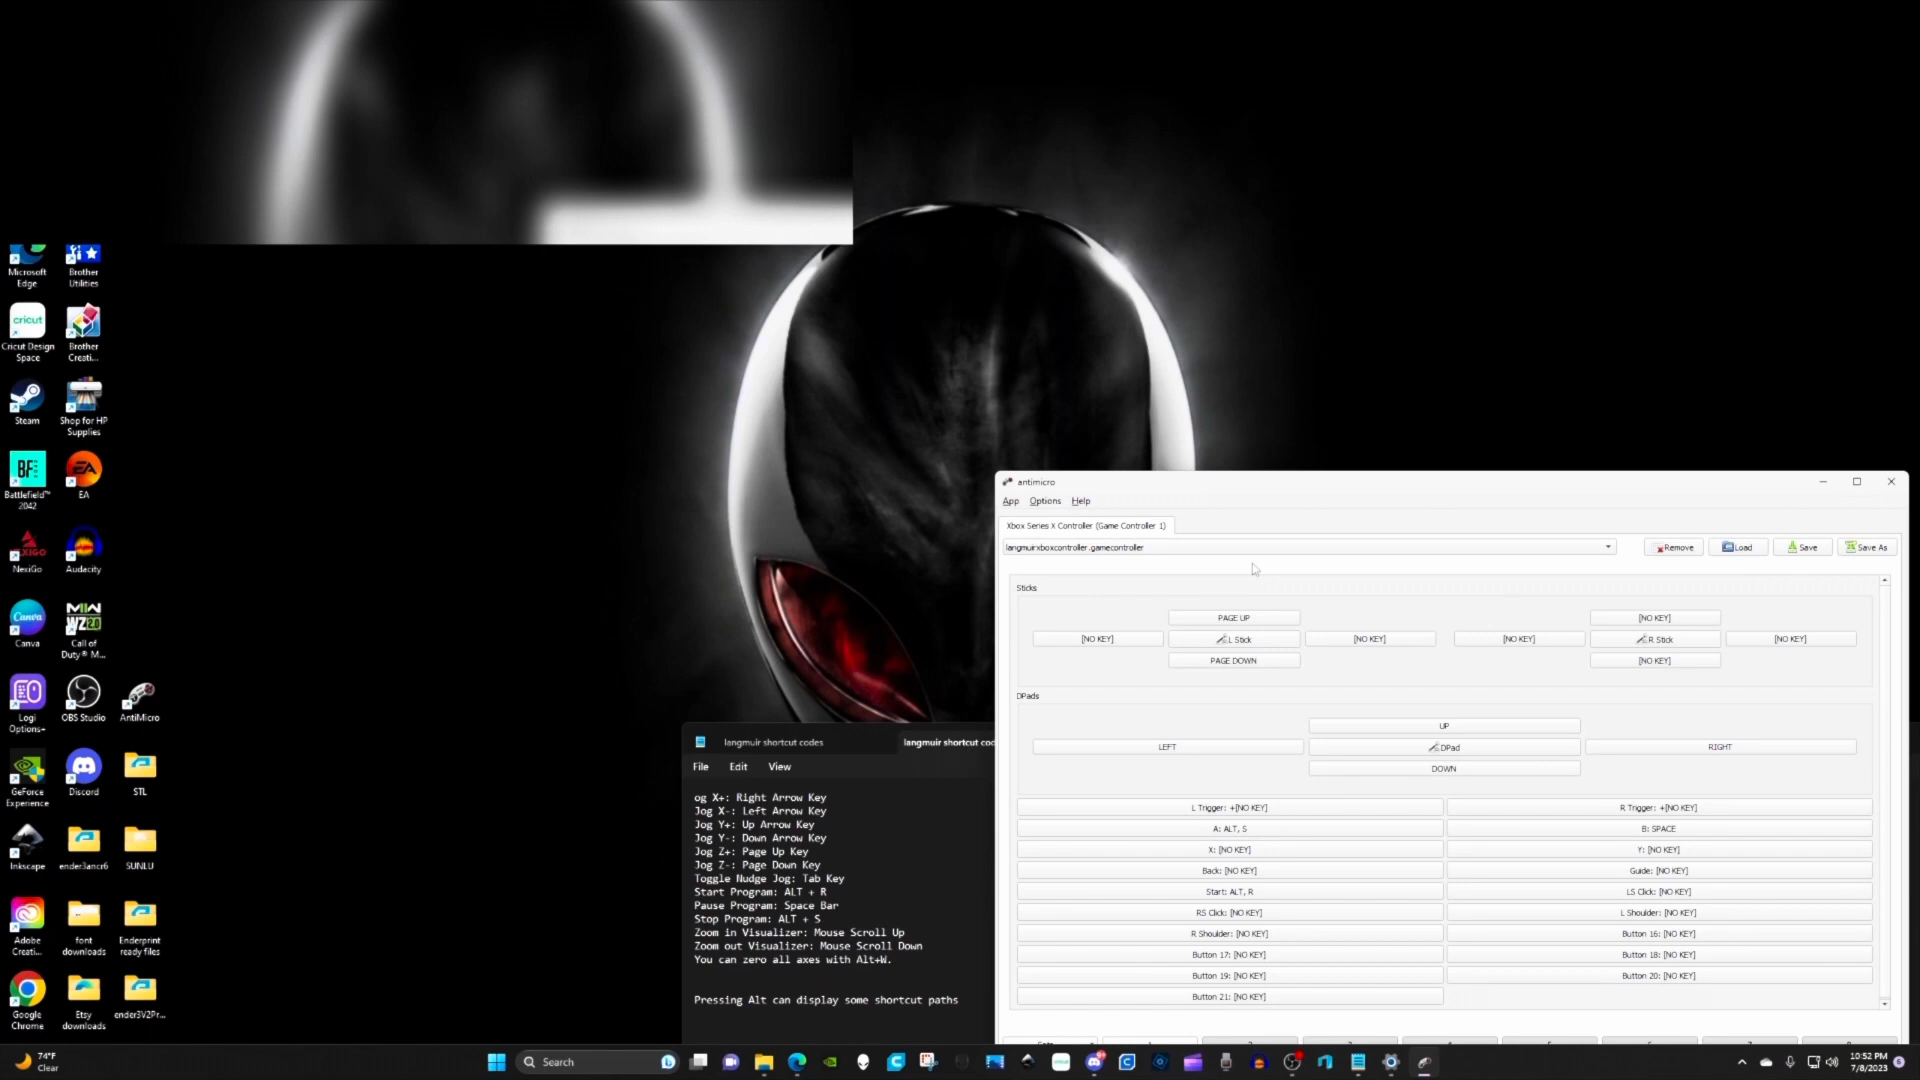 Microsoft Edge
Brother Utilities
cricut
Cricut Design Space
Brother Creati...
Steam
Shop for HP Supplies
BF
Battlefield™ 2042
EA
NexiGo
Audacity
Canva
Canva
MW
WZ2.0
Call of Duty® M...
Logi Options+
OBS Studio
AntiMicro
GeForce Experience
Discord
STL
Inkscape
ender3ancr6
SUNLU
Adobe Creati...
font downloads
Enderprint ready files
Google Chrome
Etsy downloads
ender3V2Pr...
langmuir shortcut codes
langmuir shortcut cod
File Edit View
og X+: Right Arrow Key
Jog X-: Left Arrow Key
Jog Y+: Up Arrow Key
Jog Y-: Down Arrow Key
Jog Z+: Page Up Key
Jog Z-: Page Down Key
Toggle Nudge Jog: Tab Key
Start Program: ALT + R
Pause Program: Space Bar
Stop Program: ALT + S
Zoom in Visualizer: Mouse Scroll Up
Zoom out Visualizer: Mouse Scroll Down
You can zero all axes with Alt+W.
Pressing Alt can display some shortcut paths
antimicro
App Options Help
Xbox Series X Controller (Game Controller 1)
langmuirxboxcontroller.gamecontroller
Remove Load Save Save As
Sticks
PAGE UP [NO KEY]
[NO KEY] L Stick [NO KEY] [NO KEY] R Stick [NO KEY]
PAGE DOWN [NO KEY]
DPads
UP
LEFT DPad RIGHT
DOWN
L Trigger: +[NO KEY] R Trigger: +[NO KEY]
A: ALT, S B: SPACE
X: [NO KEY] Y: [NO KEY]
Back: [NO KEY] Guide: [NO KEY]
Start: ALT, R LS Click: [NO KEY]
RS Click: [NO KEY] L Shoulder: [NO KEY]
R Shoulder: [NO KEY] Button 16: [NO KEY]
Button 17: [NO KEY] Button 18: [NO KEY]
Button 19: [NO KEY] Button 20: [NO KEY]
Button 21: [NO KEY]
74°F
Clear
Search
10:52 PM
7/8/2023